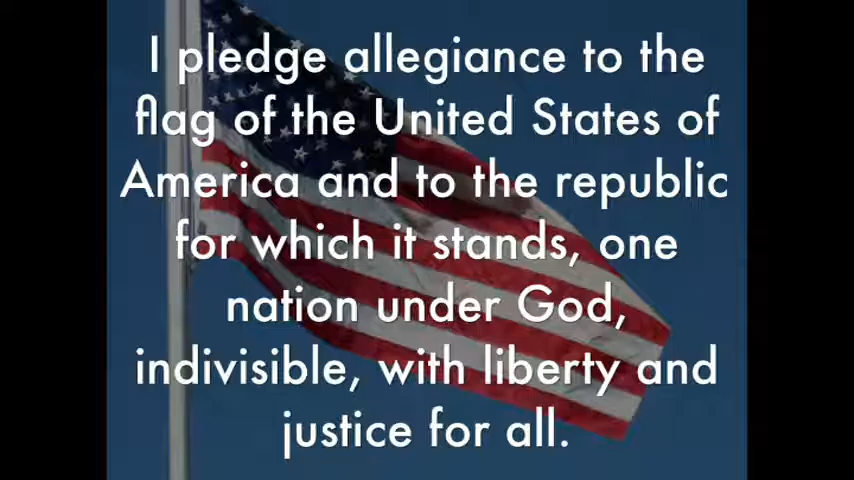 I pledge allegiance to the
flag of the United States of
America and to the republic
for which it stands, one
nation under God,
indivisible, with liberty and
justice for all.